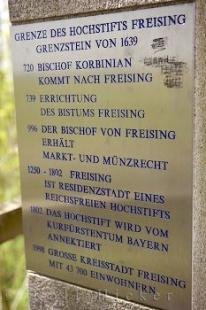 GRENZE DES HOCHSTIFTS FREISING
GRENZSTEIN VON 1639
720 BISCHOF KORBINIAN
KOMMT NACH FREISING
739 ERRICHTUNG
DES BISTUMS FREISING
996 DER BISCHOF VON FREISING
ERHÄLT
MARKT- UND MÜNZRECHT
1250 - 1802 FREISING
IST RESIDENZSTADT EINES
REICHSFREIEN HOCHSTIFTS
1802 DAS HOCHSTIFT WIRD VOM
KURFÜRSTENTUM BAYERN
ANNEKTIERT
1998 GROSSE KREISSTADT FREISING
MIT 43 700 EINWOHNERN